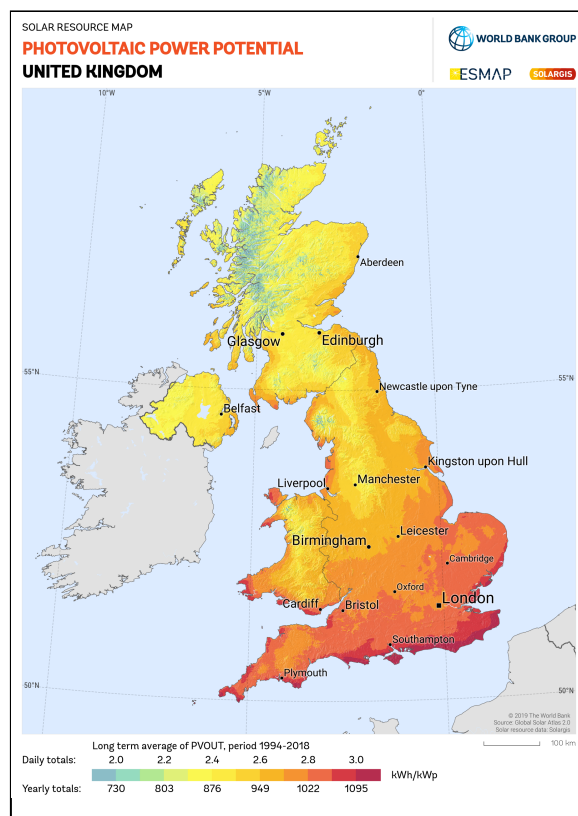 SOLAR RESOURCE MAP
PHOTOVOLTAIC POWER POTENTIAL
UNITED KINGDOM
WORLD BANK GROUP
ESMAP
SOLARGIS
10°W
5°W
0°
Aberdeen
Glasgow
Edinburgh
55°N
55°N
Newcastle upon Tyne
Belfast
Kingston upon Hull
Liverpool
Manchester
Leicester
Birmingham
Cambridge
Oxford
London
Cardiff
Bristol
Southampton
Plymouth
50°N
50°N
© 2019 The World Bank
Source: Global Solar Atlas 2.0
Solar resource data: Solargis
100 km
Long term average of PVOUT, period 1994-2018
Daily totals: 2.0 2.2 2.4 2.6 2.8 3.0
kWh/kWp
Yearly totals: 730 803 876 949 1022 1095